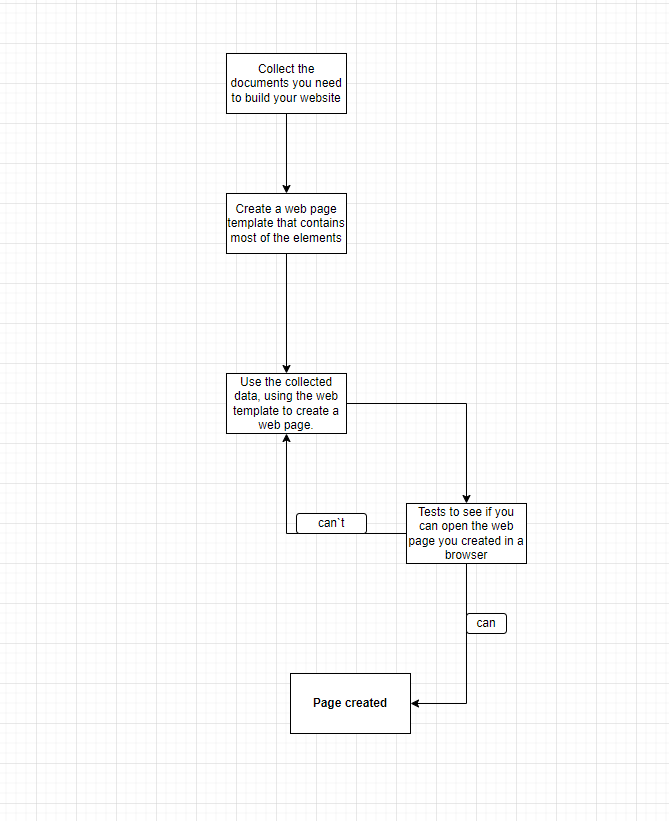 Collect the
documents you need
to build your website
Create a web page
template that contains
most of the elements
Use the collected
data, using the web
template to create a
web page.
Tests to see if you
can open the web
page you created in a
browser
can`t
can
Page created